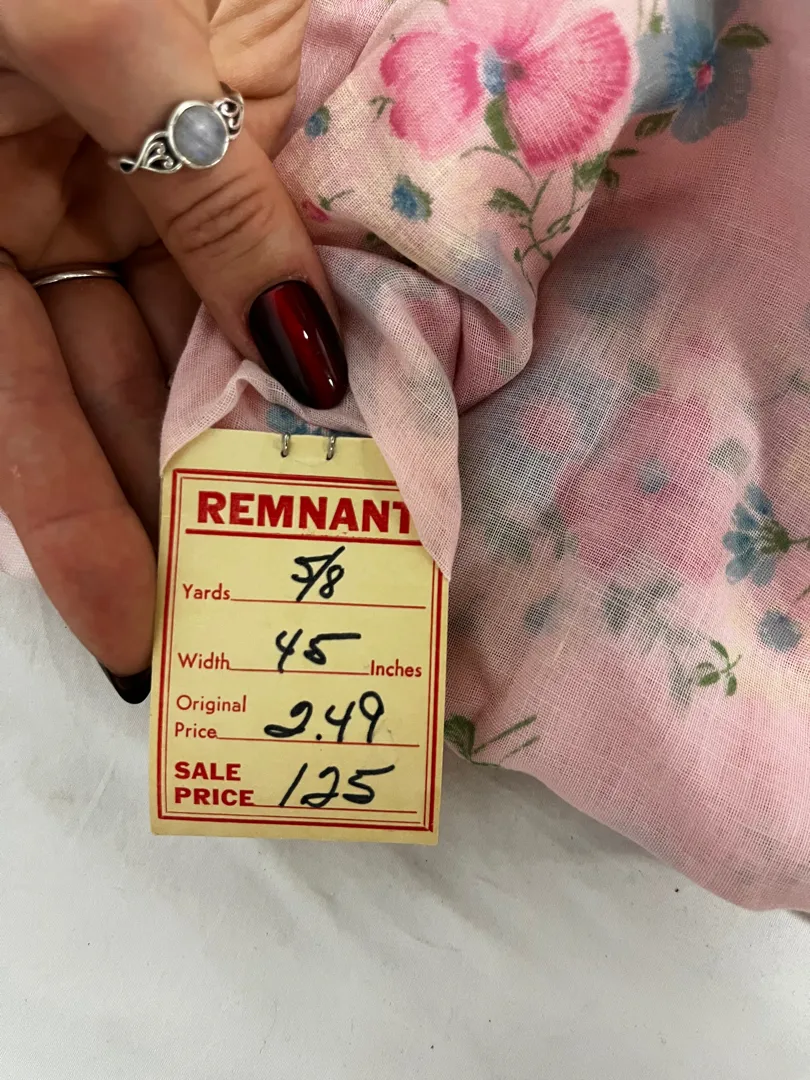 REMNANT
Yards 5/8
Width 45 Inches
Original
Price 2.49
SALE
PRICE 125